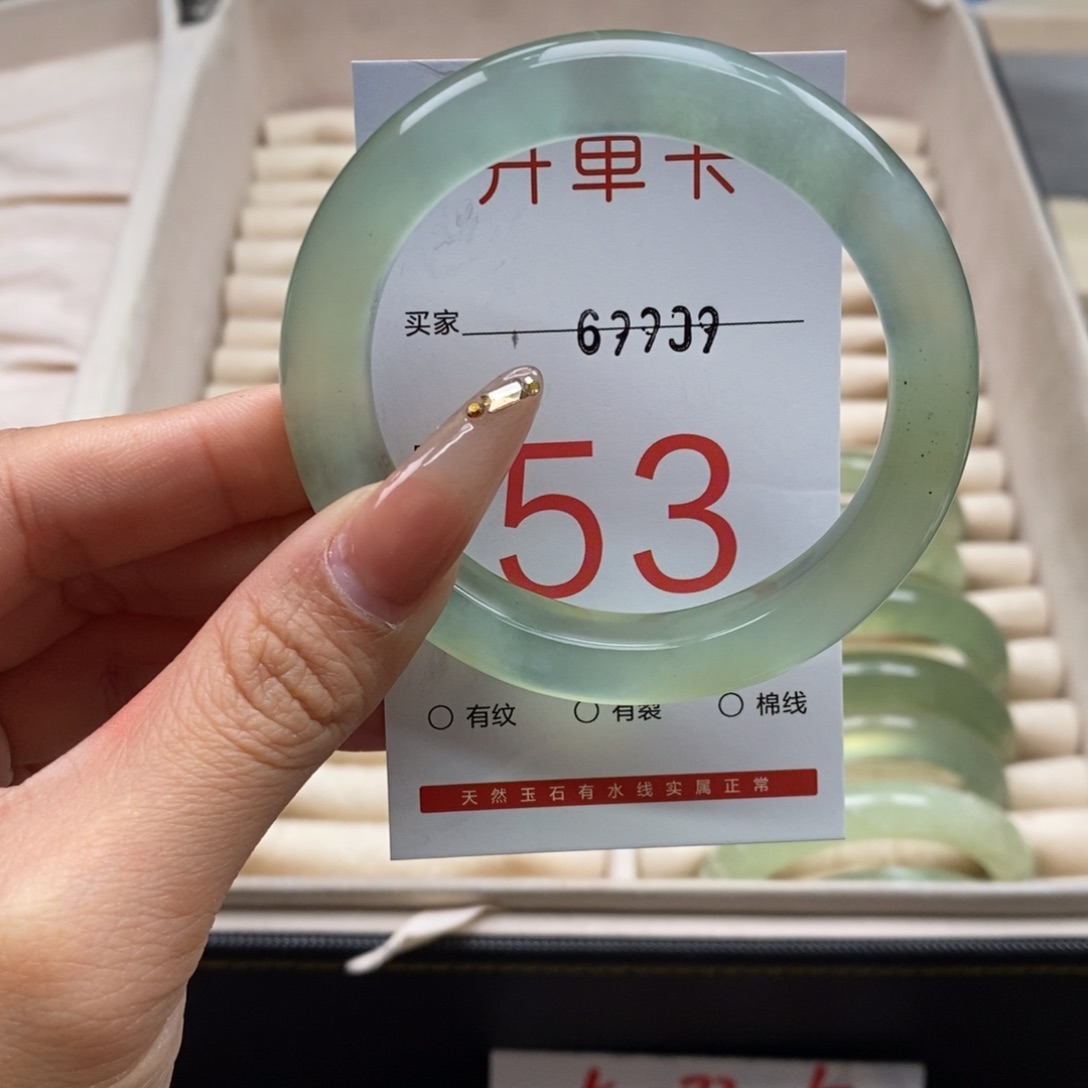 开单卡
买家
53
○ 有纹 ○ 有裂 ○ 棉线
天然玉石有水线实属正常